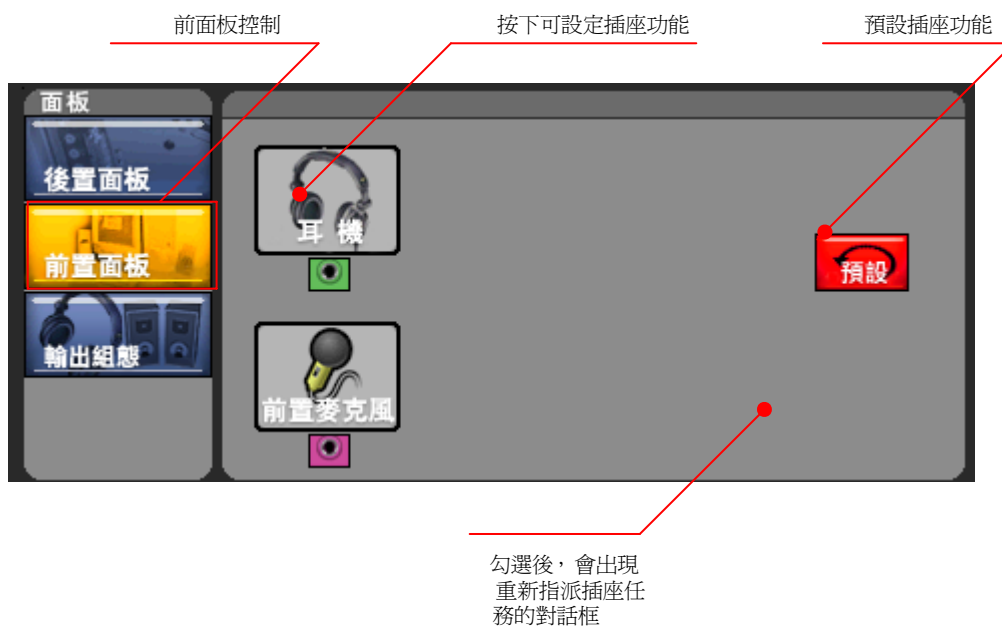 前面板控制
按下可設定插座功能
預設插座功能
面板
後置面板
前置面板
輸出組態
耳機
前置麥克風
預設
勾選後，會出現
重新指派插座任
務的對話框